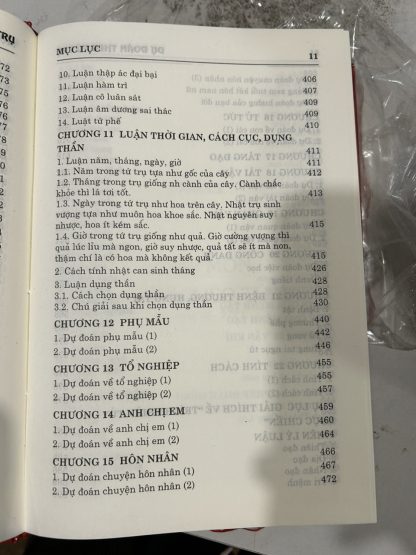 MỤC LỤC 11
10. Luận thập ác đại bại 406
11. Luận hàm trì 407
12. Luận cô luân sát 409
13. Luận âm dương sai thác 409
14. Luật tứ phế 410
CHƯƠNG 11 LUẬN THỜI GIAN, CÁCH CỤC, DỤNG
THẦN 411
1. Luận năm, tháng, ngày, giờ 411
1.1. Năm trong tứ trụ tựa như gốc của cây 412
1.2. Tháng trong trụ giống nh cành của cây. Cành chắc
khỏe thì lá tơi tốt. 413
1.3. Ngày trong tứ trụ như hoa trên cây. Nhật trụ sinh
vượng tựa như muôn hoa khoe sắc. Nhật nguyên suy
nhược, hoa ít kém sắc. 415
1.4. Giờ trong tứ trụ giống như quả. Giờ cường vượng thì
quả lúc lỉu mà ngon, giờ suy nhược, quả tất sẽ ít mà non,
thậm chí là có hoa mà không kết quả. 415
2. Cách tính nhật can sinh tháng 426
3. Luận dụng thần 428
3.1. Cách chọn dụng thần 428
3.2. Chú giải sau khi chọn dụng thần 430
CHƯƠNG 12 PHỤ MẪU 440
1. Dự đoán phụ mẫu (1) 442
2. Dự đoán phụ mẫu (2) 446
CHƯƠNG 13 TỔ NGHIỆP 455
1. Dự đoán về tổ nghiệp (1) 455
2. Dự đoán về tổ nghiệp (2) 457
CHƯƠNG 14 ANH CHỊ EM 459
1. Dự đoán về anh chị em (1) 460
2. Dự đoán về anh chị em (2) 464
CHƯƠNG 15 HÔN NHÂN 466
1. Dự đoán chuyện hôn nhân (1) 467
2. Dự đoán chuyện hôn nhân (2) 472